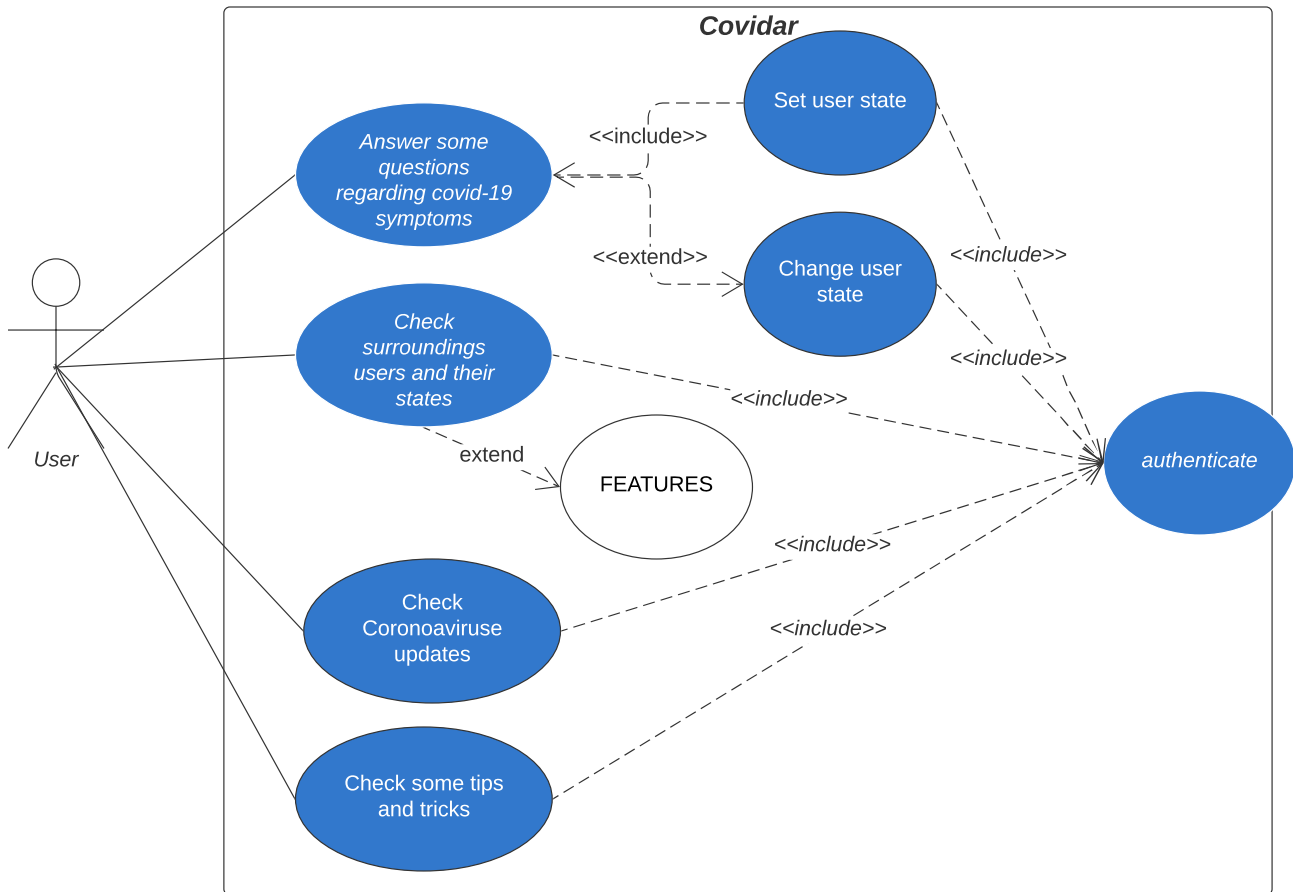 Covidar
Set user state
<<include>>
Answer some
questions
regarding covid-19
symptoms
<<include>>
<<extend>>
Change user
state
Check
surroundings
users and their
states
<<include>>
<<include>>
User
extend
FEATURES
authenticate
<<include>>
Check
Coronoaviruse
updates
<<include>>
Check some tips
and tricks